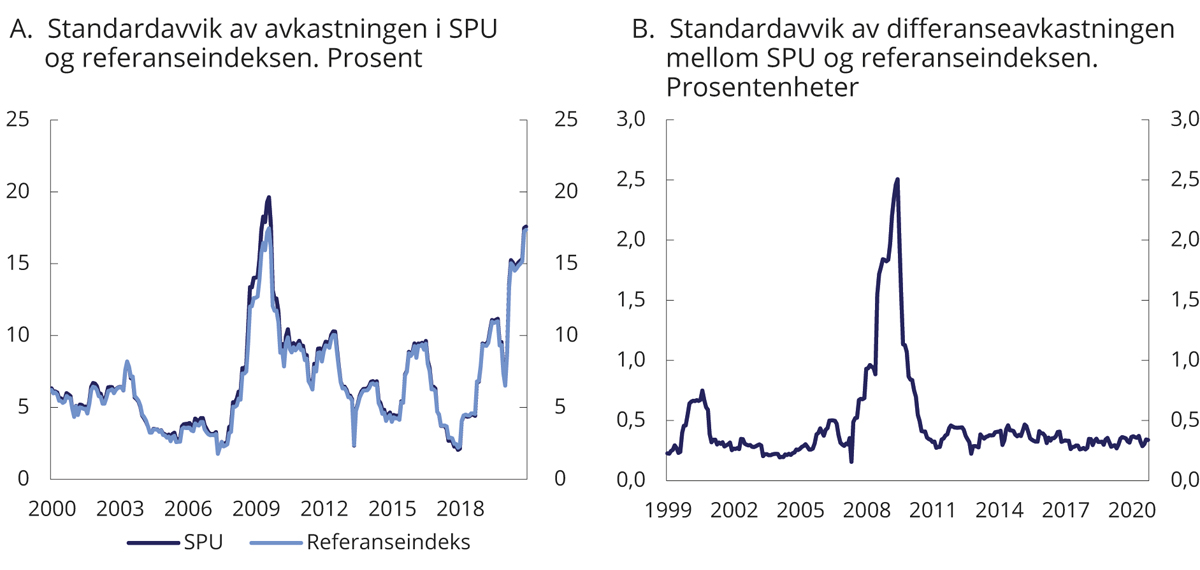 A. Standardavvik av avkastningen i SPU
og referanseindeksen. Prosent
25 25
20 20
15 15
10 10
5 5
0 0
2000 2003 2006 2009 2012 2015 2018
SPU Referanseindeks
B. Standardavvik av differanseavkastningen
mellom SPU og referanseindeksen.
Prosentenheter
3,0 3,0
2,5 2,5
2,0 2,0
1,5 1,5
1,0 1,0
0,5 0,5
0,0 0,0
1999 2002 2005 2008 2011 2014 2017 2020